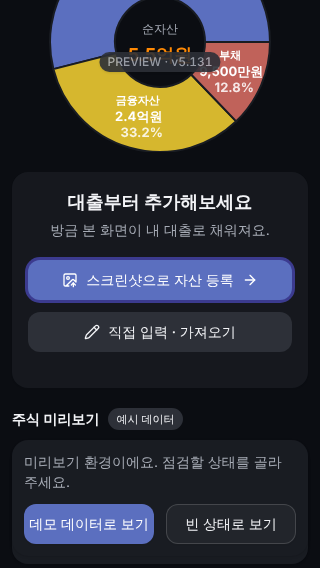 순자산
5.5억원
PREVIEW · v5.131
부채
9,500만원
12.8%
금융자산
2.4억원
33.2%
대출부터 추가해보세요
방금 본 화면이 내 대출로 채워져요.
스크린샷으로 자산 등록 →
직접 입력 · 가져오기
주식 미리보기
예시 데이터
미리보기 환경이에요. 점검할 상태를 골라
주세요.
데모 데이터로 보기
빈 상태로 보기